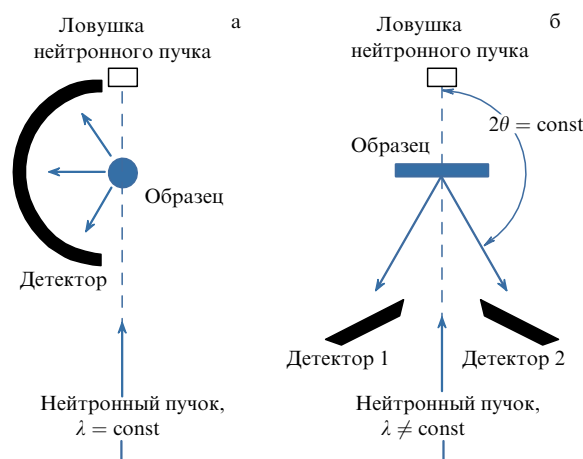 а
Ловушка
нейтронного пучка
Образец
Детектор
Нейтронный пучок,
λ = const
б
Ловушка
нейтронного пучка
2θ = const
Образец
Детектор 1
Детектор 2
Нейтронный пучок,
λ ≠ const